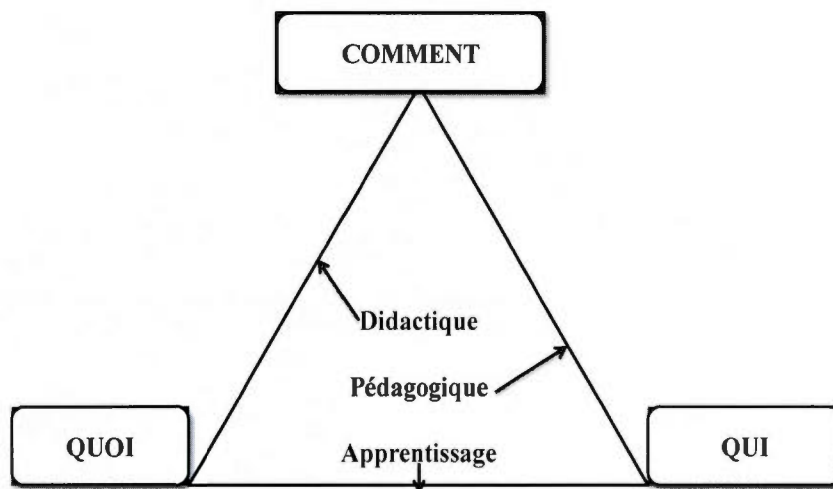 COMMENT
Didactique
Pédagogique
Apprentissage
QUOI
QUI